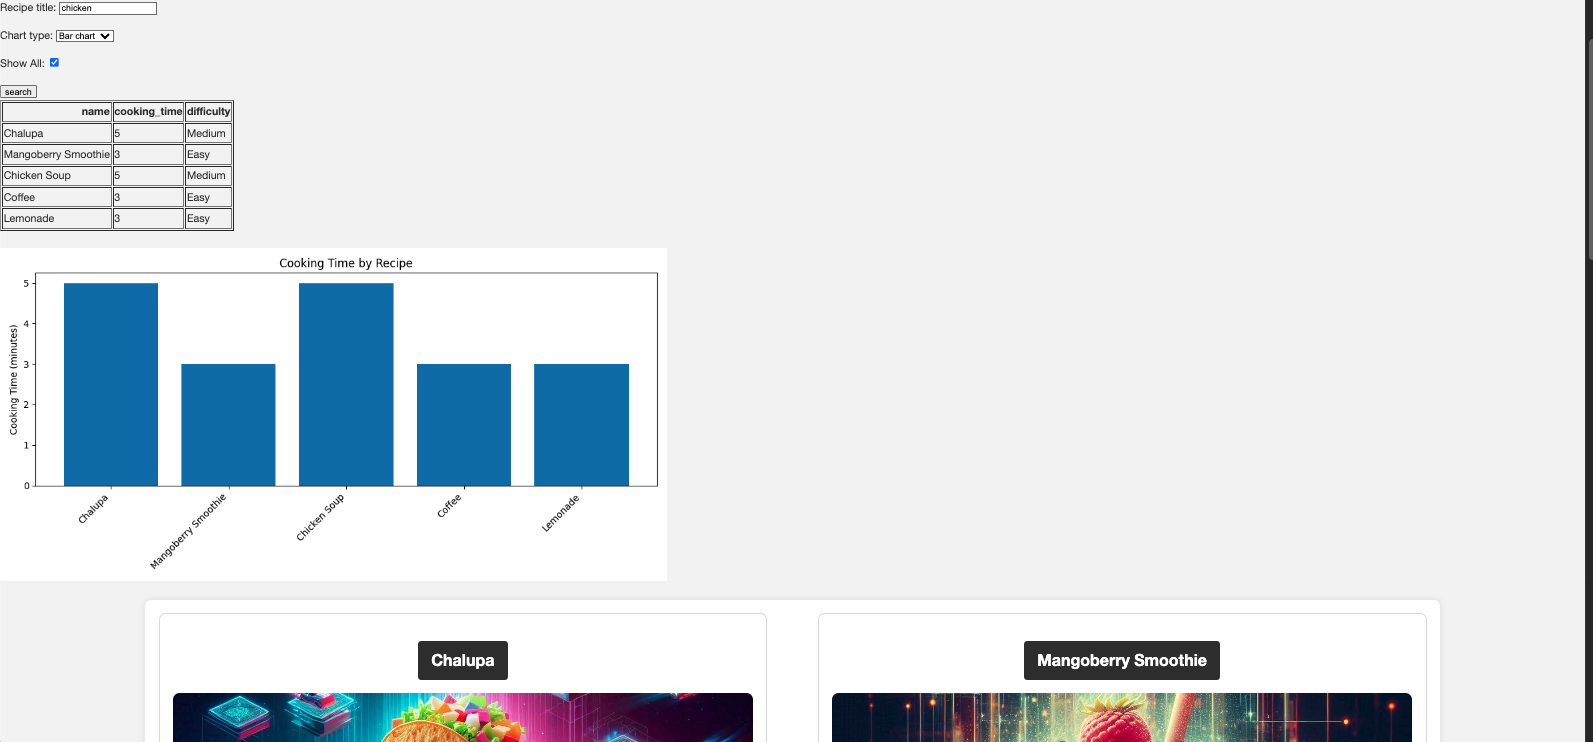 Recipe title: chicken
Chart type: Bar chart
Show All:
search
name cooking_time difficulty
Chalupa 5 Medium
Mangoberry Smoothie 3 Easy
Chicken Soup 5 Medium
Coffee 3 Easy
Lemonade 3 Easy
Cooking Time by Recipe
Cooking Time (minutes)
5
4
3
2
1
0
Chalupa
Mangoberry Smoothie
Chicken Soup
Coffee
Lemonade
Chalupa
Mangoberry Smoothie